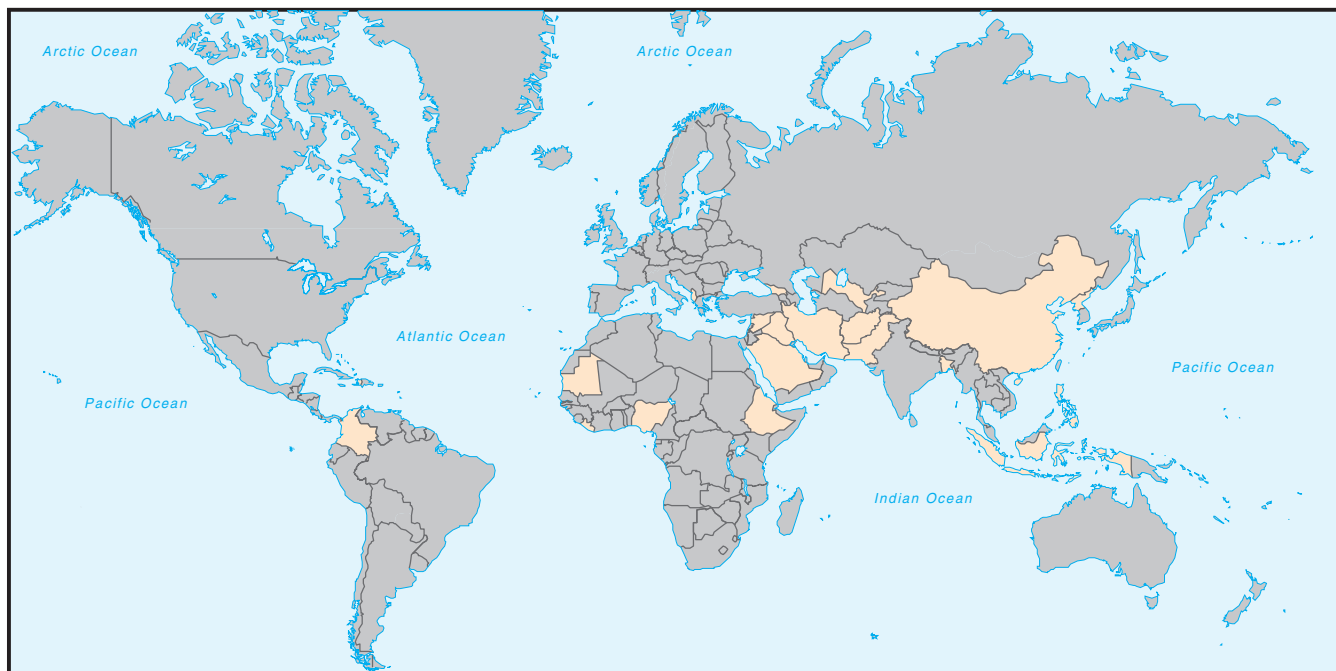 Arctic Ocean
Arctic Ocean
Atlantic Ocean
Pacific Ocean
Pacific Ocean
Indian Ocean